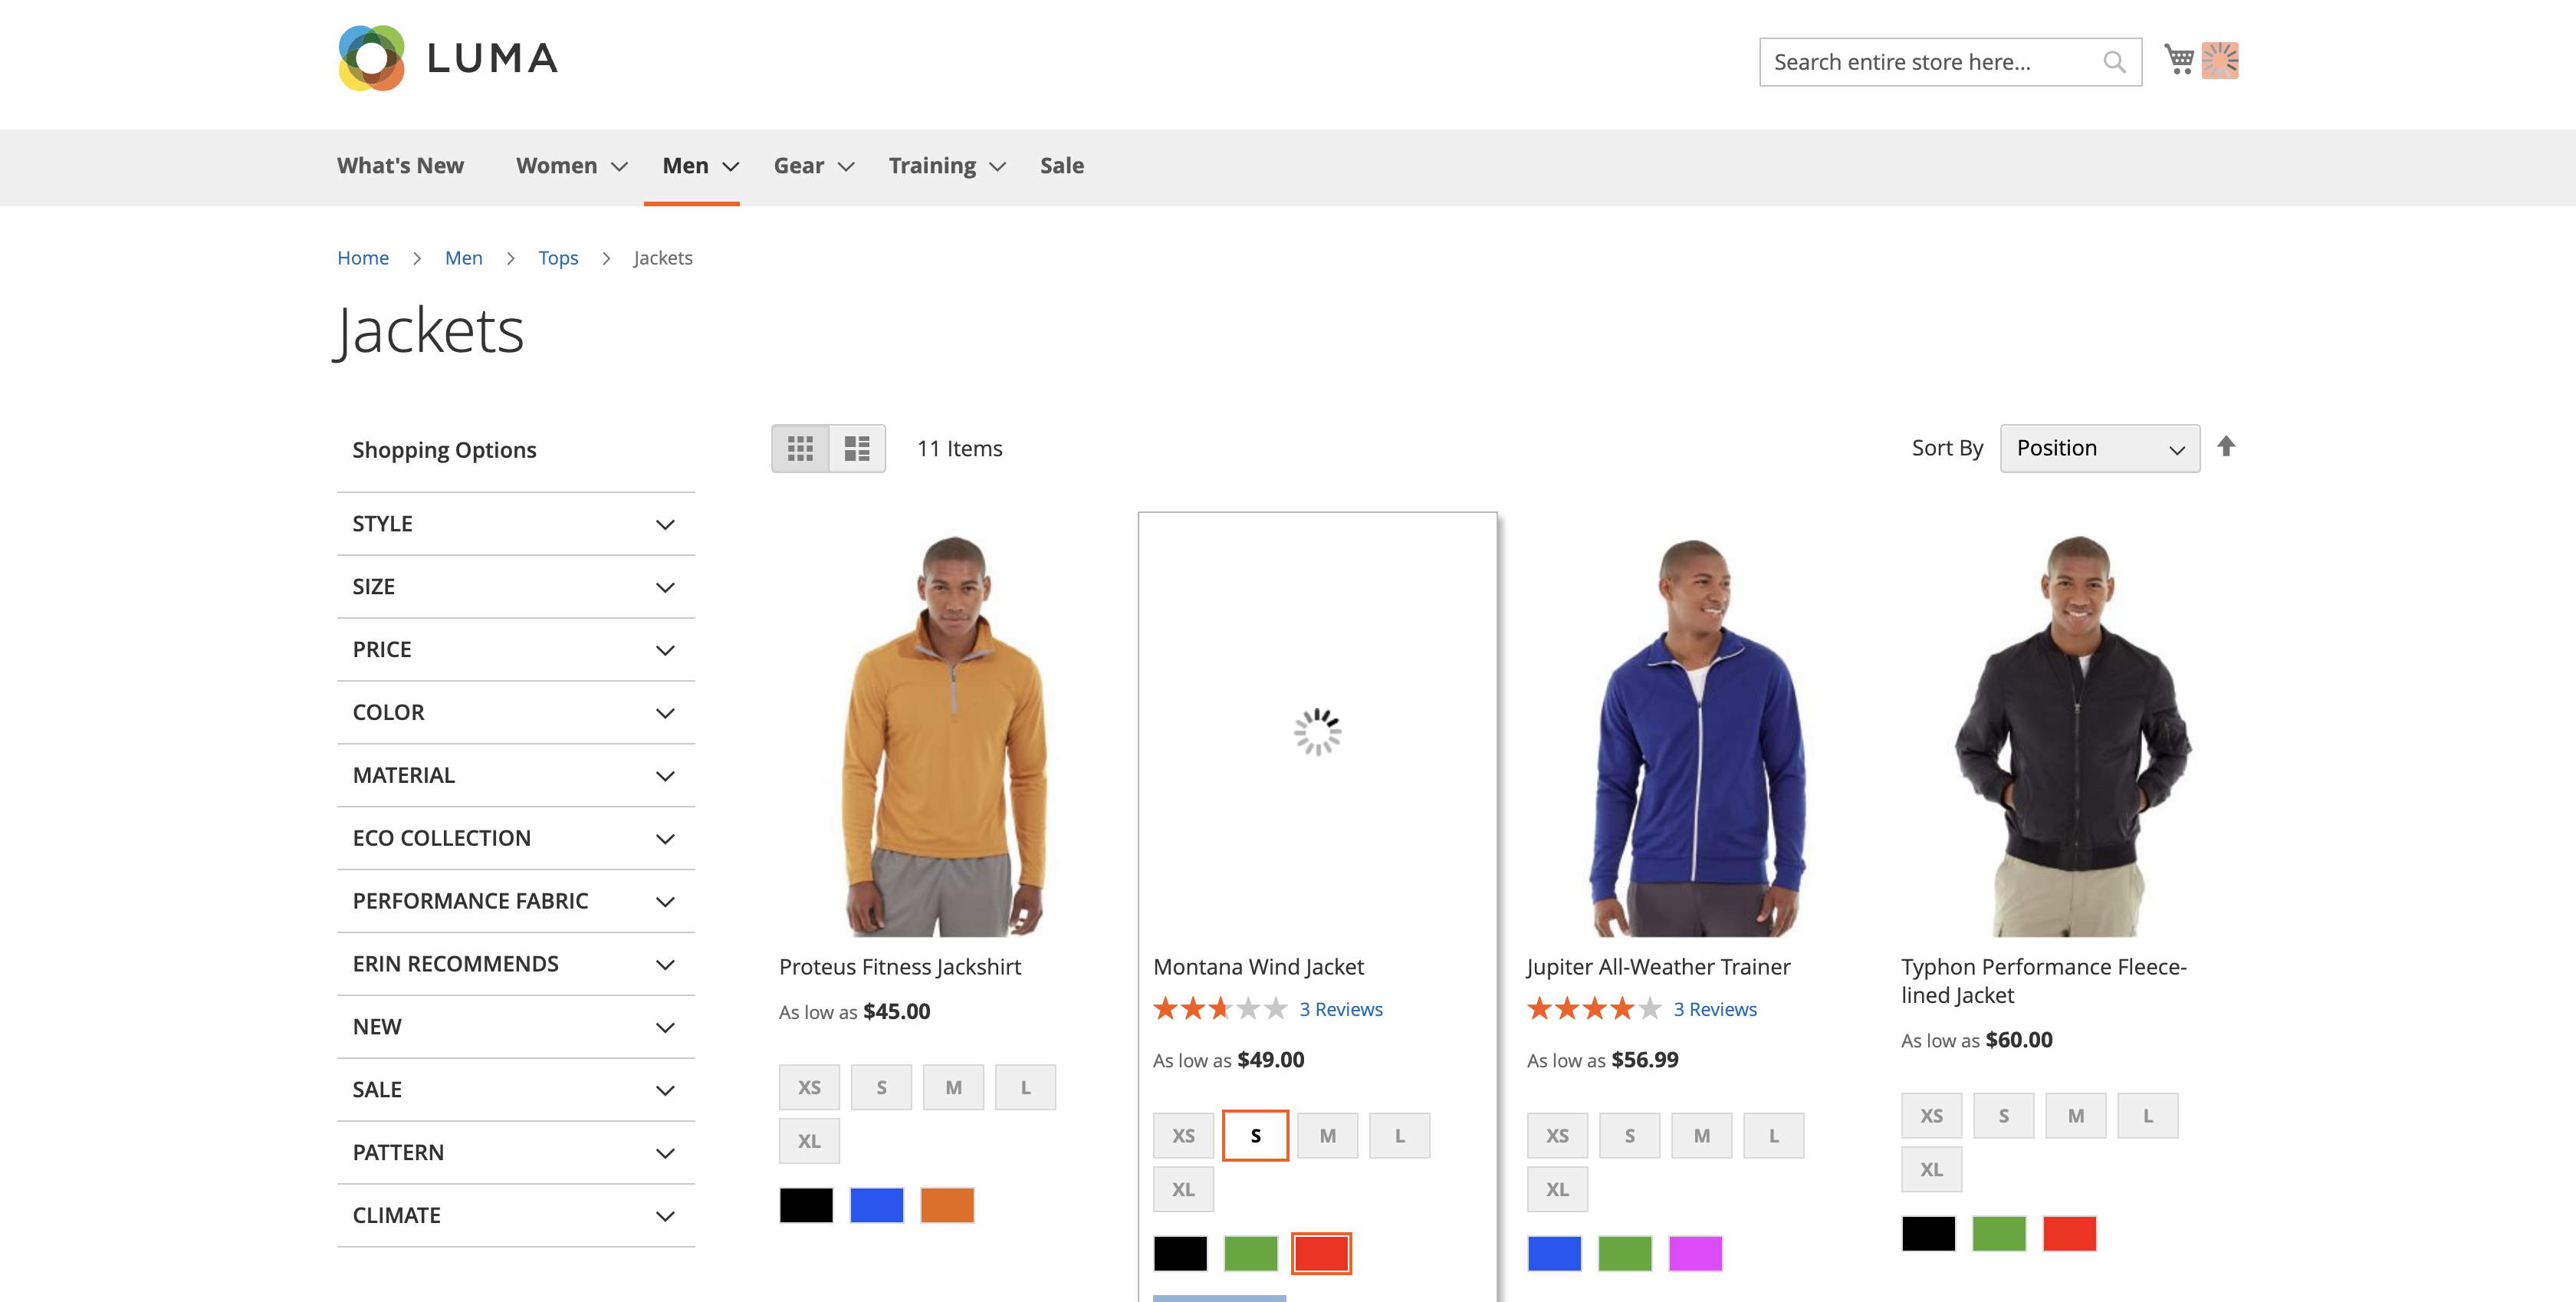 LUMA
Search entire store here...
What's New Women Men Gear Training Sale
Home > Men > Tops > Jackets
Jackets
Shopping Options
STYLE
SIZE
PRICE
COLOR
MATERIAL
ECO COLLECTION
PERFORMANCE FABRIC
ERIN RECOMMENDS
NEW
SALE
PATTERN
CLIMATE
11 Items
Sort By Position
Proteus Fitness Jackshirt
As low as $45.00
XS S M L
XL
Montana Wind Jacket
3 Reviews
As low as $49.00
XS S M L
XL
Jupiter All-Weather Trainer
3 Reviews
As low as $56.99
XS S M L
XL
Typhon Performance Fleece-
lined Jacket
As low as $60.00
XS S M L
XL